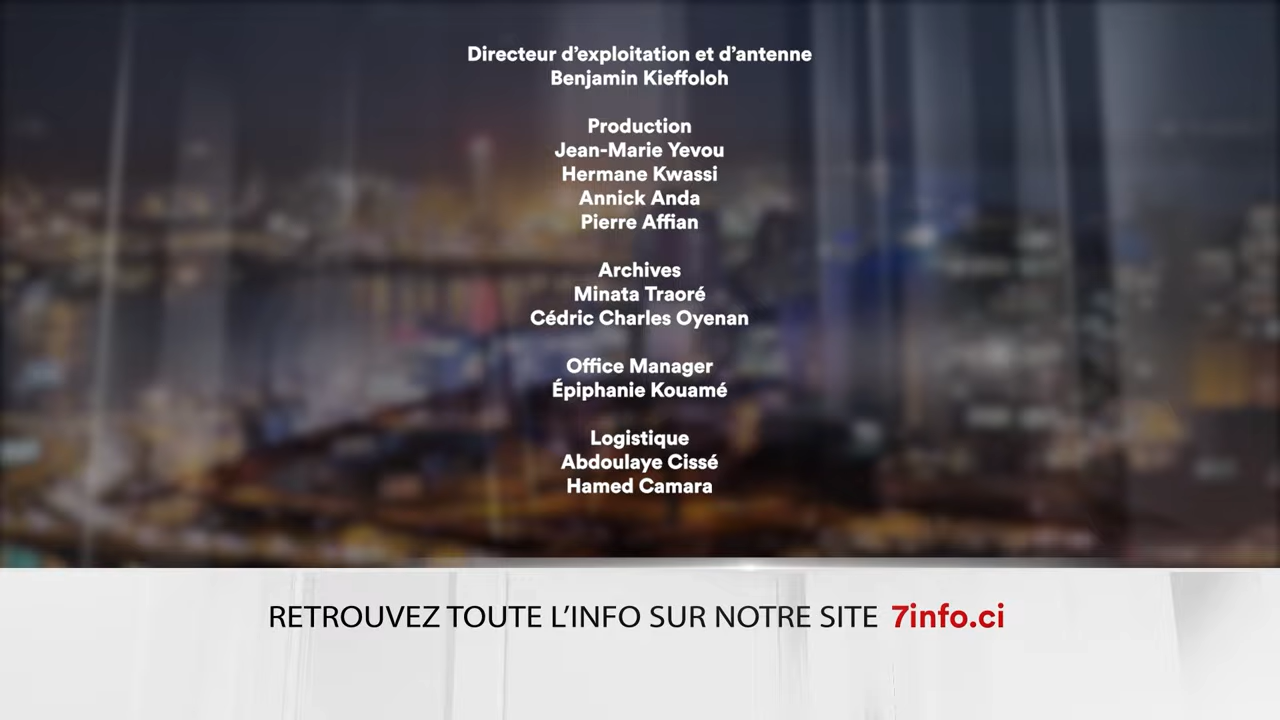 Directeur d’exploitation et d’antenne
Benjamin Kieffoloh
Production
Jean-Marie Yevou
Hermane Kwassi
Annick Anda
Pierre Affian
Archives
Minata Traoré
Cédric Charles Oyenan
Office Manager
Épiphanie Kouamé
Logistique
Abdoulaye Cissé
Hamed Camara
RETROUVEZ TOUTE L’INFO SUR NOTRE SITE 7info.ci